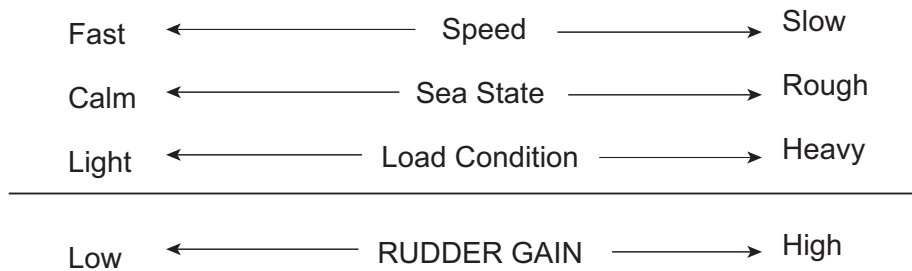 Fast Speed Slow
Calm Sea State Rough
Light Load Condition Heavy
Low RUDDER GAIN High